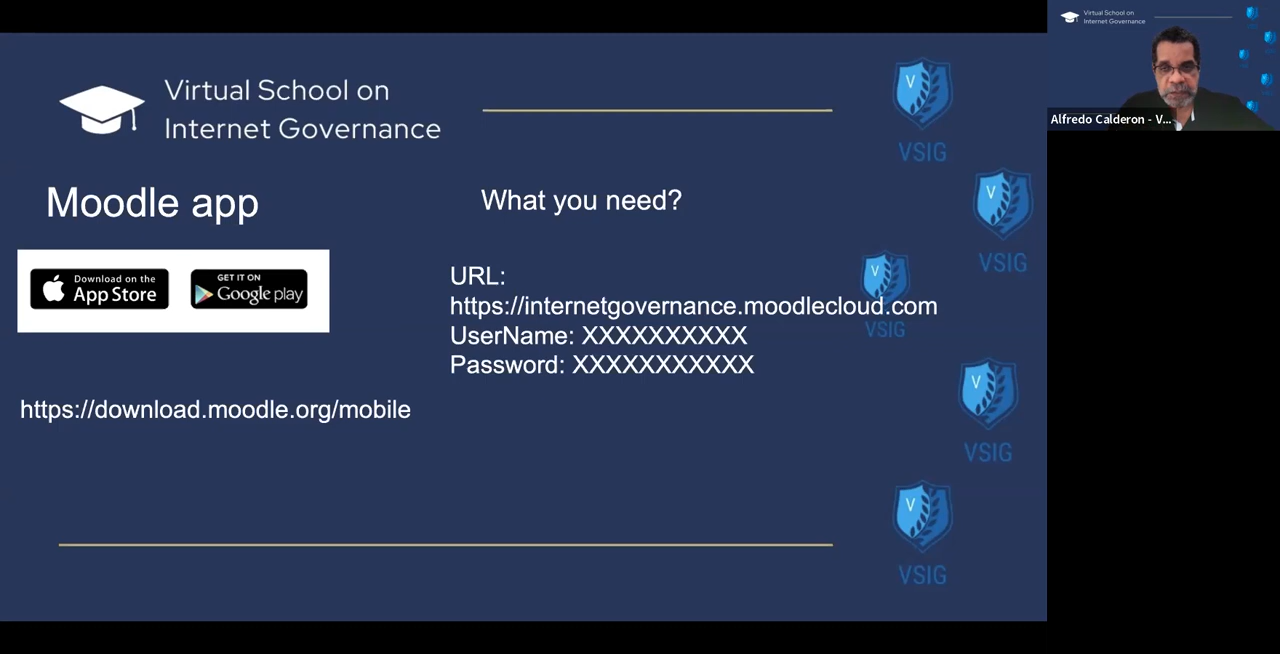 Virtual School on
Internet Governance
VSIG
Moodle app
Download on the
App Store
GET IT ON
Google play
https://download.moodle.org/mobile
What you need?
URL:
https://internetgovernance.moodlecloud.com
UserName: XXXXXXXXXX
Password: XXXXXXXXXXX
V
VSIG
V
VSIG
V
VSIG
V
VSIG
V
Virtual School on
Internet Governance
Alfredo Calderon - V...